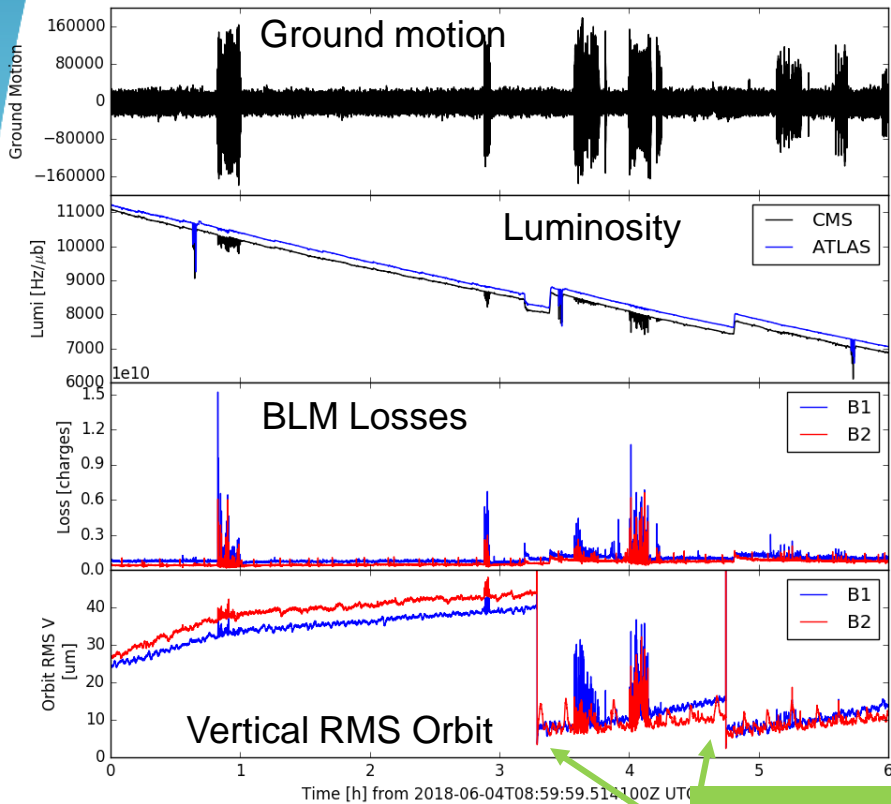 Ground motion
160000
80000
0
−80000
−160000
Ground Motion
Luminosity
CMS
ATLAS
11000
10000
9000
8000
7000
6000
Lumi [Hz/μb]
1e10
BLM Losses
B1
B2
1.5
1.2
0.9
0.6
0.3
0.0
Loss [charges]
B1
B2
40
30
20
10
0
Orbit RMS V
[um]
Vertical RMS Orbit
0 1 2 3 4 5 6
Time [h] from 2018-06-04T08:59:59.514100Z UTC